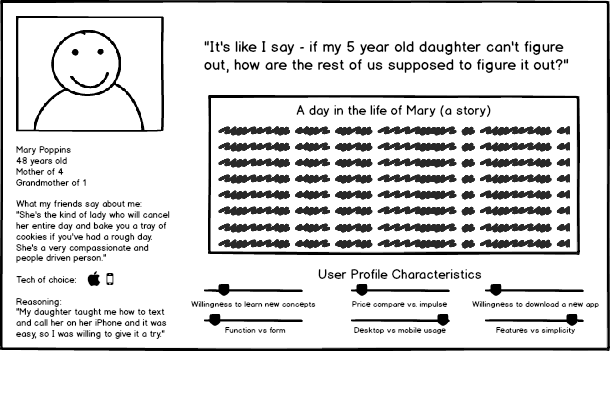 "It's like I say - if my 5 year old daughter can't figure
out, how are the rest of us supposed to figure it out?"
A day in the life of Mary (a story)
Mary Poppins
48 years old
Mother of 4
Grandmother of 1
What my friends say about me:
"She's the kind of lady who will cancel
her entire day and bake you a tray of
cookies if you've had a rough day.
She's a very compassionate and
people driven person."
Tech of choice:
Reasoning:
"My daughter taught me how to text
and call her on her iPhone and it was
easy, so I was willing to give it a try."
User Profile Characteristics
Willingness to learn new concepts
Price compare vs. impulse
Willingness to download a new app
Function vs form
Desktop vs mobile usage
Features vs simplicity